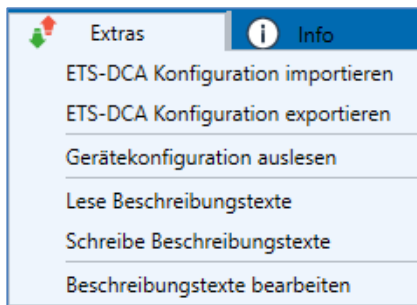 Extras
Info
ETS-DCA Konfiguration importieren
ETS-DCA Konfiguration exportieren
Gerätekonfiguration auslesen
Lese Beschreibungstexte
Schreibe Beschreibungstexte
Beschreibungstexte bearbeiten